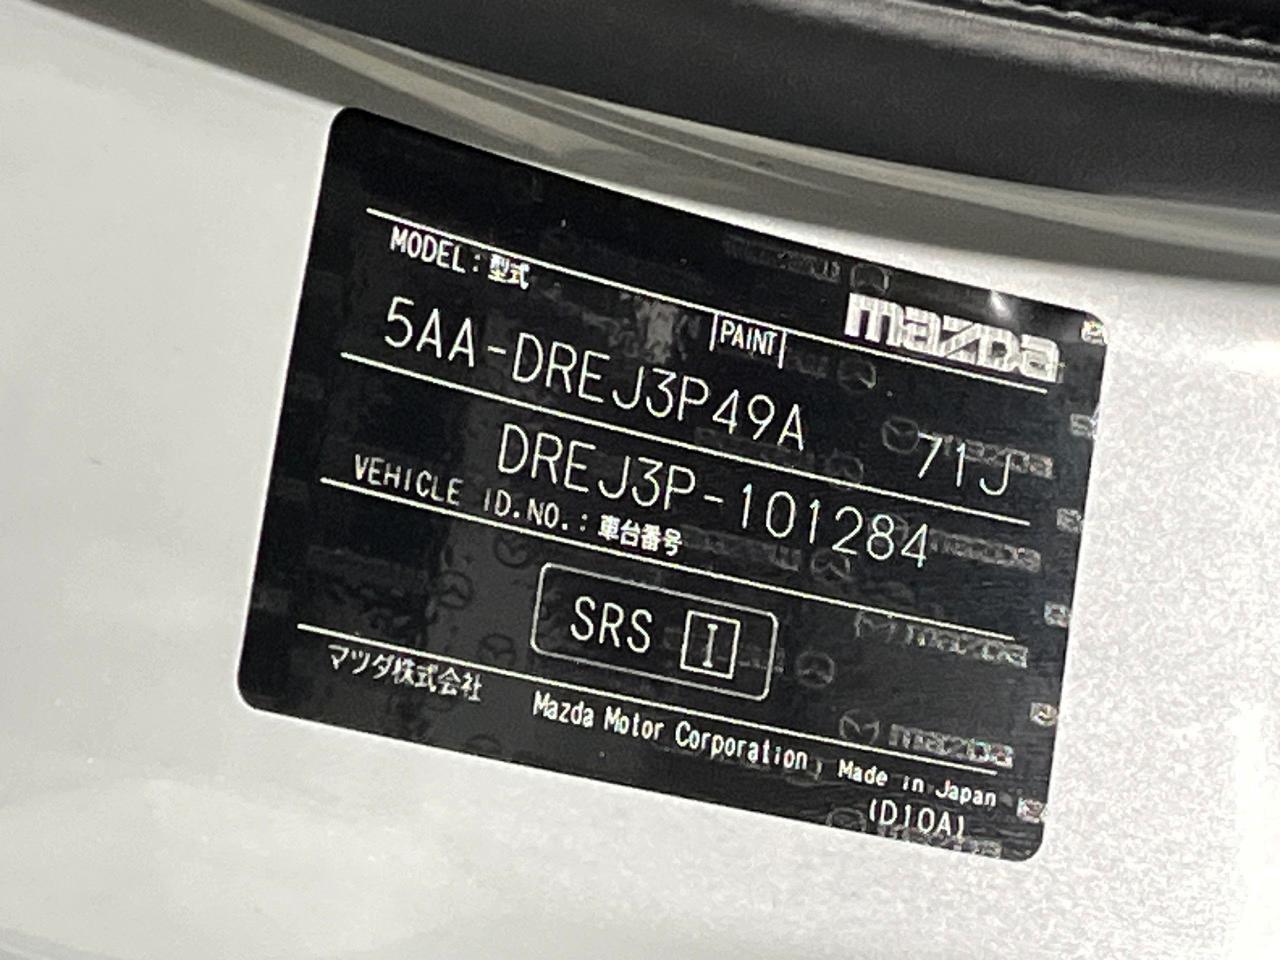 mazda
MODEL:型式
PAINT
5AA-DREJ3P49A 71J
DREJ3P-101284
VEHICLE ID.NO.:車台番号
SRS I
マツダ株式会社 Mazda Motor Corporation, Made in Japan
(D10A)